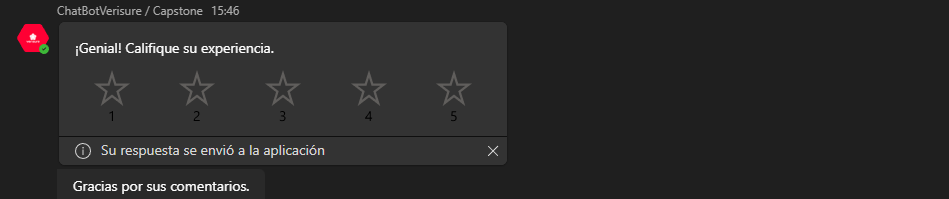 ChatBotVerisure / Capstone 15:46
¡Genial! Califique su experiencia.
1 2 3 4 5
Su respuesta se envió a la aplicación
Gracias por sus comentarios.